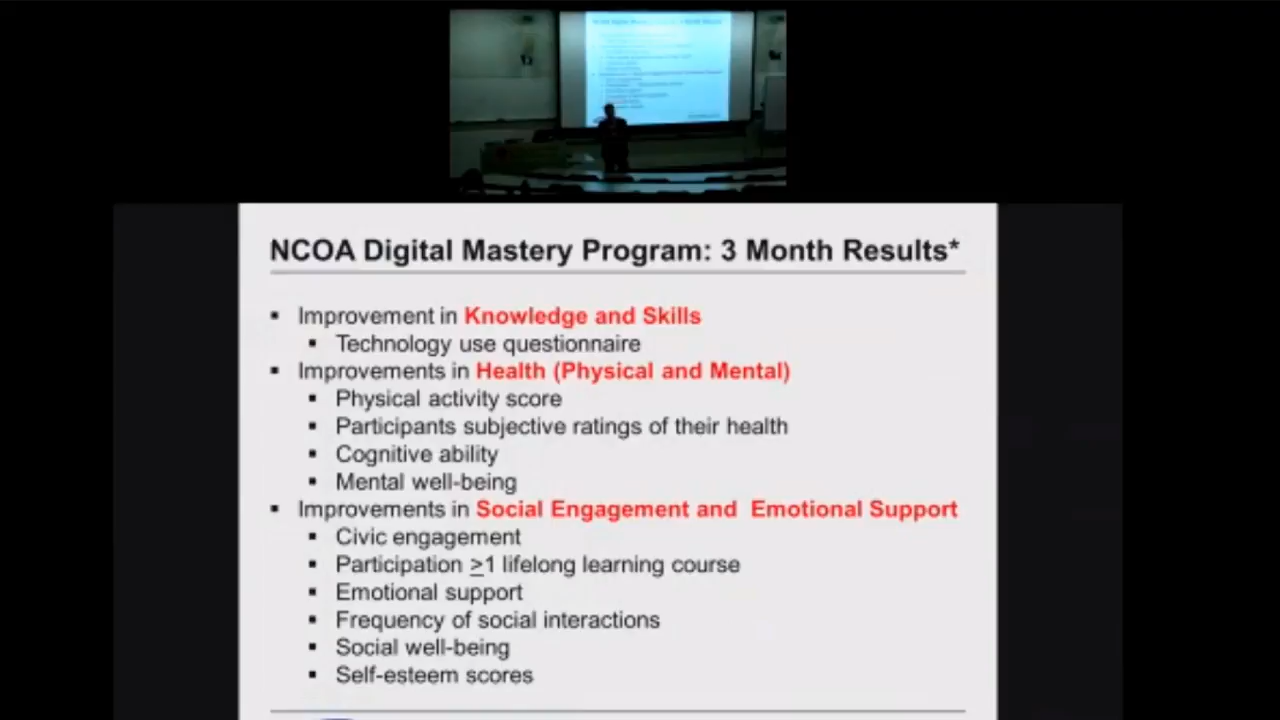 NCOA Digital Mastery Program: 3 Month Results*
▪ Improvement in Knowledge and Skills
▪ Technology use questionnaire
▪ Improvements in Health (Physical and Mental)
▪ Physical activity score
▪ Participants subjective ratings of their health
▪ Cognitive ability
▪ Mental well-being
▪ Improvements in Social Engagement and Emotional Support
▪ Civic engagement
▪ Participation ≥1 lifelong learning course
▪ Emotional support
▪ Frequency of social interactions
▪ Social well-being
▪ Self-esteem scores